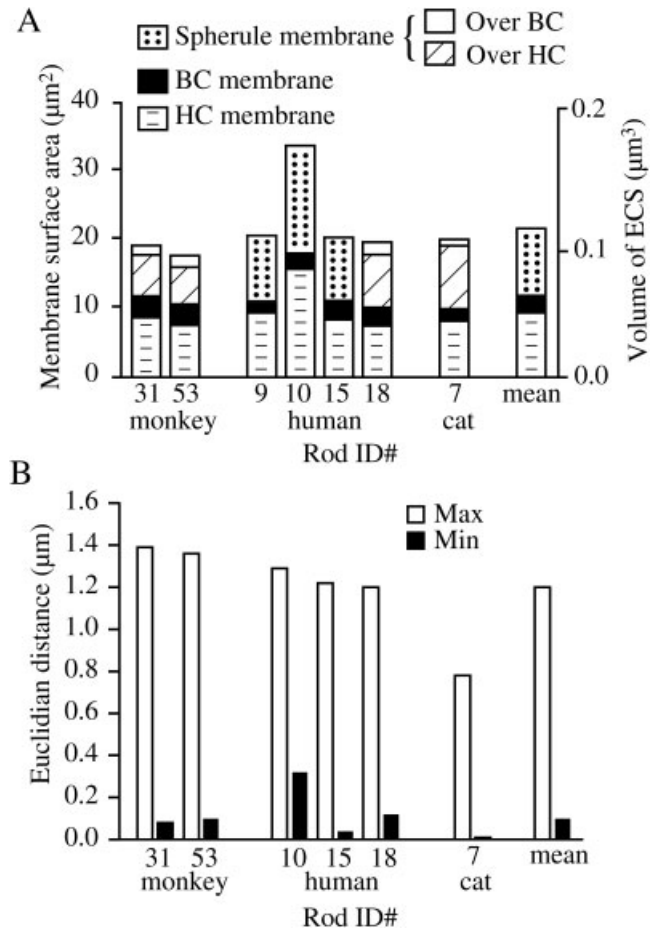 A
Spherule membrane { Over BC
Over HC
BC membrane
HC membrane
Membrane surface area (µm²)
40
30
20
10
0
Volume of ECS (µm³)
0.2
0.1
0.0
31 53 9 10 15 18 7 mean
monkey human cat
Rod ID#
B
Max
Min
Euclidian distance (µm)
1.6
1.4
1.2
1.0
0.8
0.6
0.4
0.2
0.0
31 53 10 15 18 7 mean
monkey human cat
Rod ID#